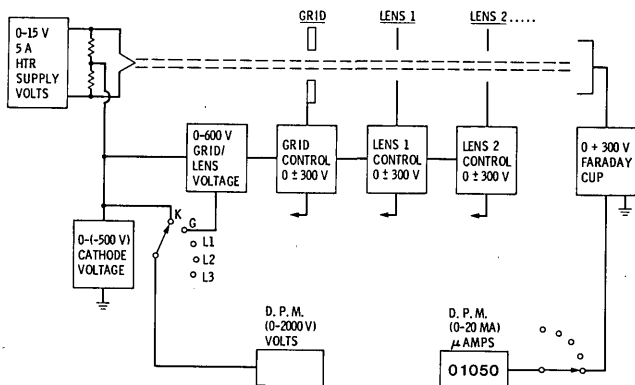 GRID
LENS 1
LENS 2.....
0-15 V
5 A
HTR
SUPPLY
VOLTS
0-600 V
GRID/
LENS
VOLTAGE
GRID
CONTROL
0 ± 300 V
LENS 1
CONTROL
0 ± 300 V
LENS 2
CONTROL
0 ± 300 V
0 + 300 V
FARADAY
CUP
0-(-500 V)
CATHODE
VOLTAGE
K
G
L1
L2
L3
D. P. M.
(0-2000 V)
VOLTS
D. P. M.
(0-20 MA)
μ AMPS
01050